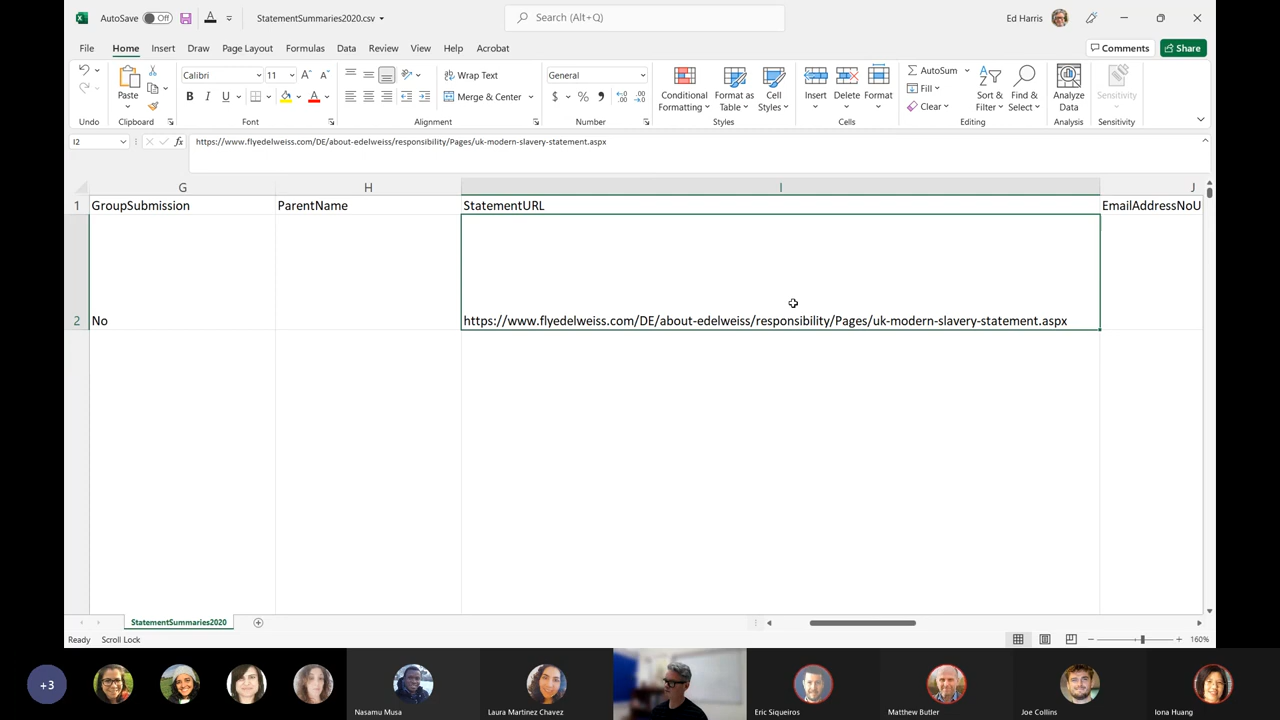 AutoSave Off StatementSummaries2020.csv Search (Alt+Q) Ed Harris
File Home Insert Draw Page Layout Formulas Data Review View Help Acrobat Comments Share
Calibri 11 Wrap Text General AutoSum
Paste Merge & Center Conditional Formatting Format as Table Cell Styles Insert Delete Format Fill Sort & Filter Find & Select Analyze Data Sensitivity
Clear
Undo Clipboard Font Alignment Number Styles Cells Editing Analysis Sensitivity
I2 fx https://www.flyedelweiss.com/DE/about-edelweiss/responsibility/Pages/uk-modern-slavery-statement.aspx
G H I J
1 GroupSubmission ParentName StatementURL EmailAddressNoU
2 No https://www.flyedelweiss.com/DE/about-edelweiss/responsibility/Pages/uk-modern-slavery-statement.aspx
StatementSummaries2020
Ready Scroll Lock 160%
+3
Nasamu Musa Laura Martinez Chavez Eric Siqueiros Matthew Butler Joe Collins Iona Huang